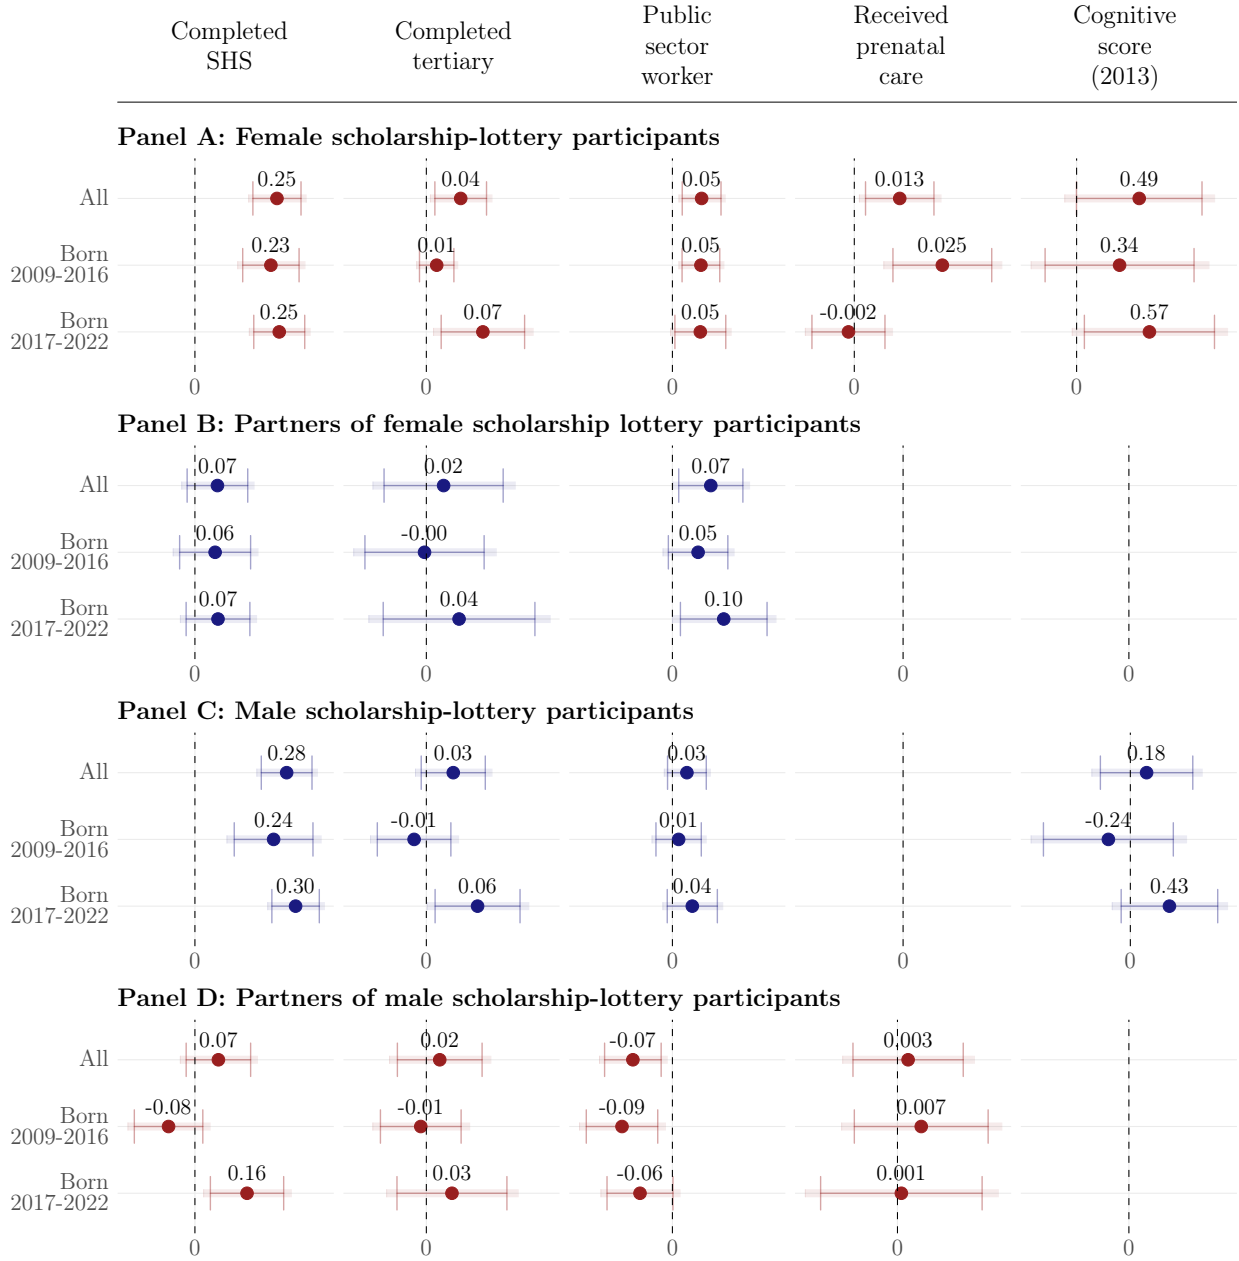 Completed
SHS
Completed
tertiary
Public
sector
worker
Received
prenatal
care
Cognitive
score
(2013)
Panel A: Female scholarship-lottery participants
All 0.25 0.04 0.05 0.013 0.49
Born
2009-2016 0.23 0.01 0.05 0.025 0.34
Born
2017-2022 0.25 0.07 0.05 -0.002 0.57
0 0 0 0 0
Panel B: Partners of female scholarship lottery participants
All 0.07 0.02 0.07
Born
2009-2016 0.06 -0.00 0.05
Born
2017-2022 0.07 0.04 0.10
0 0 0 0 0
Panel C: Male scholarship-lottery participants
All 0.28 0.03 0.03 0.18
Born
2009-2016 0.24 -0.01 0.01 -0.24
Born
2017-2022 0.30 0.06 0.04 0.43
0 0 0 0 0
Panel D: Partners of male scholarship-lottery participants
All 0.07 0.02 -0.07 0.003
Born
2009-2016 -0.08 -0.01 -0.09 0.007
Born
2017-2022 0.16 0.03 -0.06 0.001
0 0 0 0 0